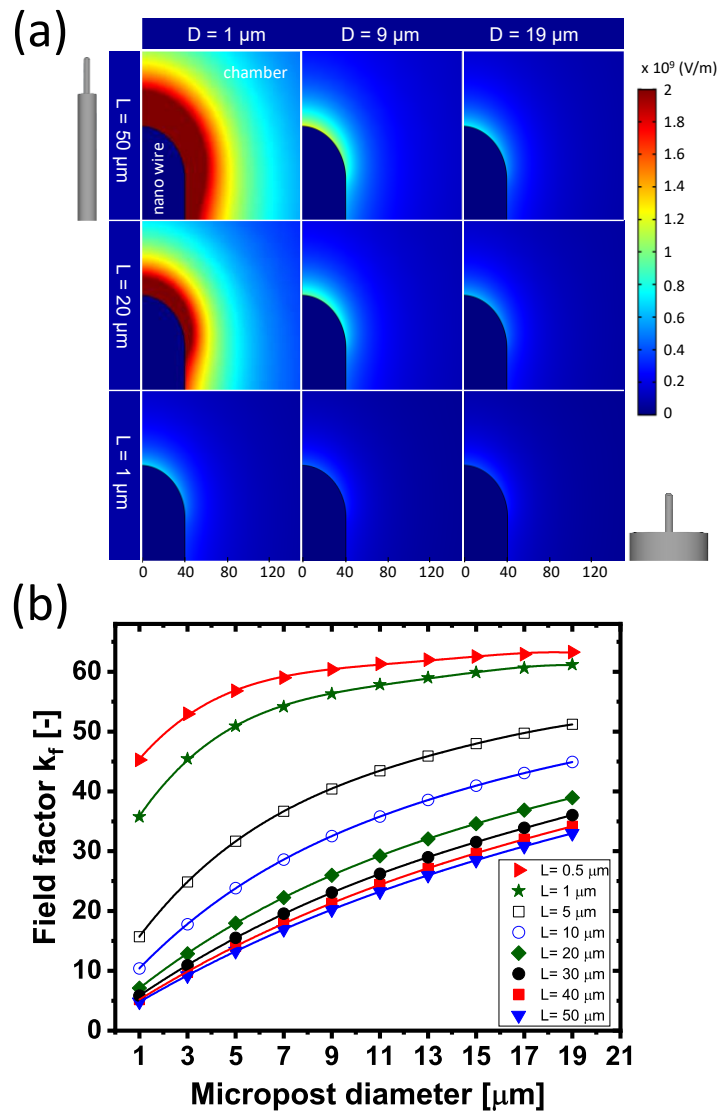 (a)
D = 1 µm D = 9 µm D = 19 µm
x 10⁹ (V/m)
L = 50 µm
chamber
nano wire
L = 20 µm
L = 1 µm
2
1.8
1.6
1.4
1.2
1
0.8
0.6
0.4
0.2
0
0 40 80 120 0 40 80 120 0 40 80 120
(b)
Field factor k_f [-]
60
50
40
30
20
10
0
L= 0.5 µm
L= 1 µm
L= 5 µm
L= 10 µm
L= 20 µm
L= 30 µm
L= 40 µm
L= 50 µm
1 3 5 7 9 11 13 15 17 19 21
Micropost diameter [µm]